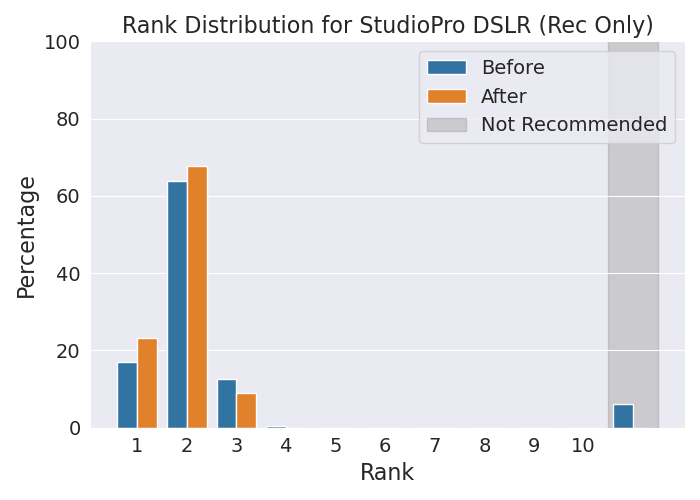 Rank Distribution for StudioPro DSLR (Rec Only)
100
80
60
40
20
0
Percentage
Before
After
Not Recommended
1 2 3 4 5 6 7 8 9 10
Rank